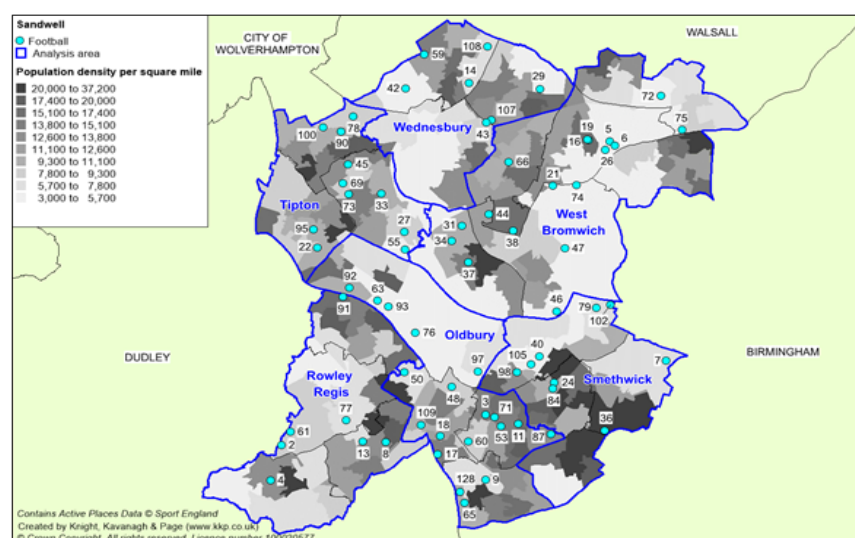 Sandwell
Football
Analysis area
Population density per square mile
20,000 to 37,200
17,400 to 20,000
15,100 to 17,400
13,800 to 15,100
12,600 to 13,800
11,100 to 12,600
9,300 to 11,100
7,800 to 9,300
5,700 to 7,800
3,000 to 5,700
CITY OF
WOLVERHAMPTON
WALSALL
108
59
14
29
42
72
107
43
Wednesbury
75
19
5
6
16
26
100
78
90
66
45
69
21
74
73
33
Tipton
44
West
Bromwich
27
31
95
34
38
22
55
47
37
92
63
46
79
91
93
102
76
Oldbury
DUDLEY
BIRMINGHAM
40
105
7
97
98
50
Rowley
Regis
24
Smethwick
48
84
77
3
71
36
109
61
18
53
11
2
60
87
13
8
17
4
128
9
65
Contains Active Places Data © Sport England
Created by Knight, Kavanagh & Page (www.kkp.co.uk)
© Crown Copyright. All rights reserved. Licence number 100020577